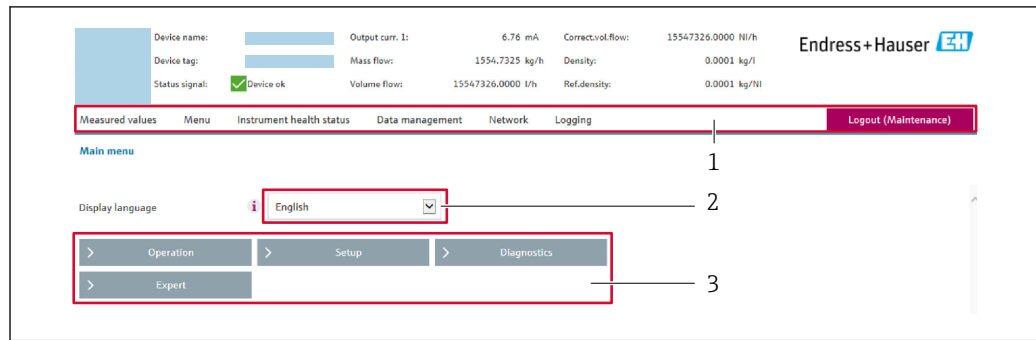 Device name: Output curr. 1: 6.76 mA Correct.vol.flow: 15547326.0000 Nl/h
Endress+Hauser EH
Device tag: Mass flow: 1554.7325 kg/h Density: 0.0001 kg/l
Status signal: Device ok Volume flow: 15547326.0000 l/h Ref.density: 0.0001 kg/Nl
Measured values Menu Instrument health status Data management Network Logging Logout (Maintenance)
1
Main menu
Display language i English 2
> Operation > Setup > Diagnostics
> Expert 3